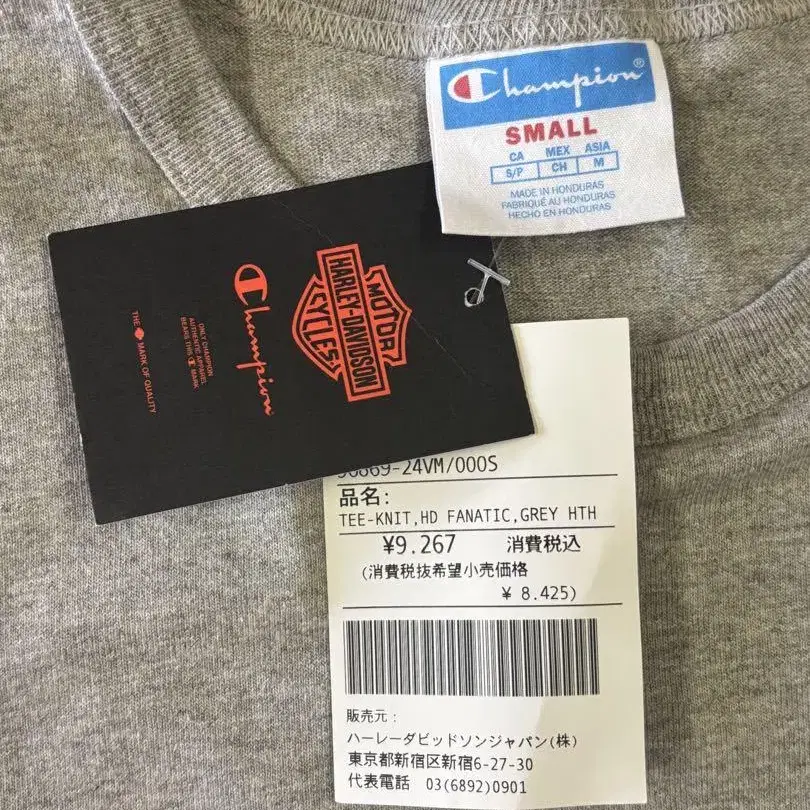 Champion®
SMALL
CA MEX ASIA
S/P CH M
MADE IN HONDURAS
FABRIQUÉ AU HONDURAS
HECHO EN HONDURAS
MOTOR
HARLEY-DAVIDSON
CYCLES
Champion
ONLY CHAMPION
AUTHENTIC APPAREL
BEARS THIS C MARK
THE MARK OF QUALITY
-24VM/000S
品名:
TEE-KNIT,HD FANATIC,GREY HTH
¥9.267 消費税込
(消費税抜希望小売価格
¥ 8.425)
販売元:
ハーレーダビッドソンジャパン(株)
東京都新宿区新宿6-27-30
代表電話 03(6892)0901